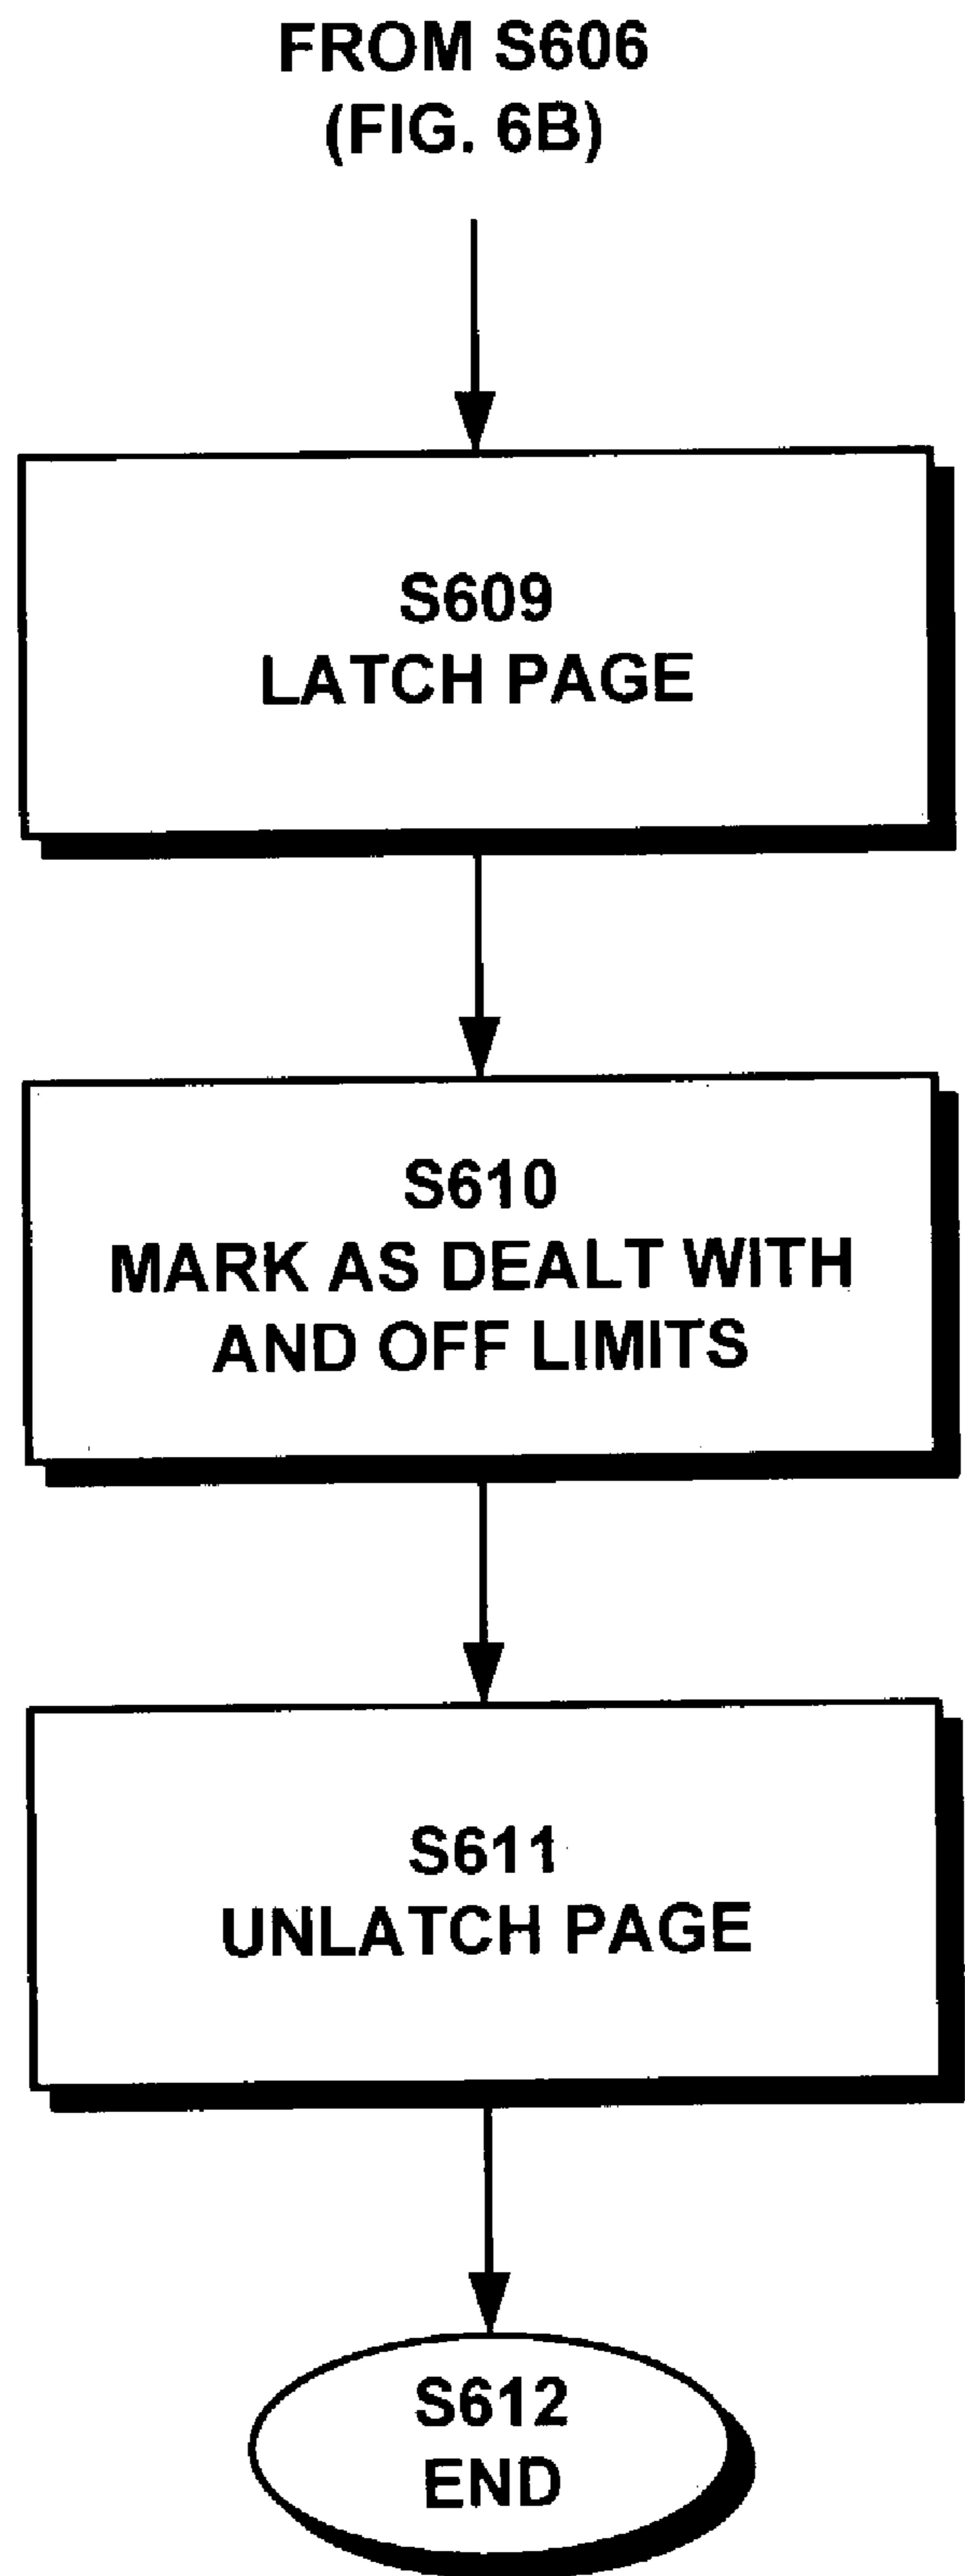 FROM S606
(FIG. 6B)
S609
LATCH PAGE
S610
MARK AS DEALT WITH
AND OFF LIMITS
S611
UNLATCH PAGE
S612
END